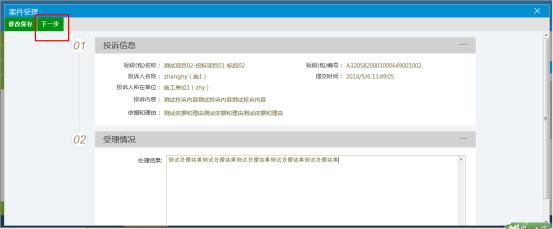 案件受理
修改保存 下一步
01 投诉信息
标段(包)名称： 测试项目02-招标项目01-标段02 标段(包)编号： A3205820001000649001002
投诉人名称： zhanghy（施1） 提交时间： 2014/5/6 13:49:05
投诉人所在单位： 施工单位1（zhy）
投诉内容： 测试投诉内容测试投诉内容测试投诉内容
依据和理由： 测试依据和理由测试依据和理由测试依据和理由
02 受理情况
处理结果: 测试处理结果测试处理结果测试处理结果测试处理结果测试处理结果